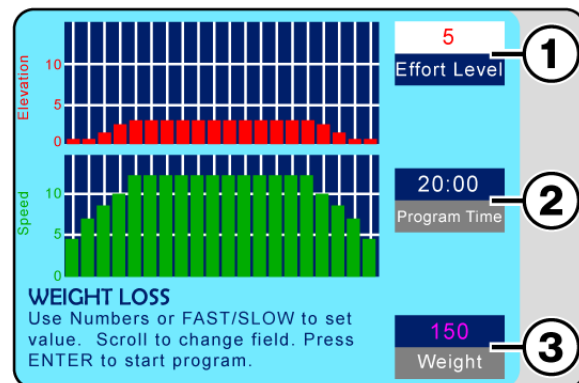 5
Effort Level
1
Elevation
10
5
0
20:00
Program Time
2
Speed
10
5
0
WEIGHT LOSS
Use Numbers or FAST/SLOW to set
value. Scroll to change field. Press
ENTER to start program.
150
Weight
3